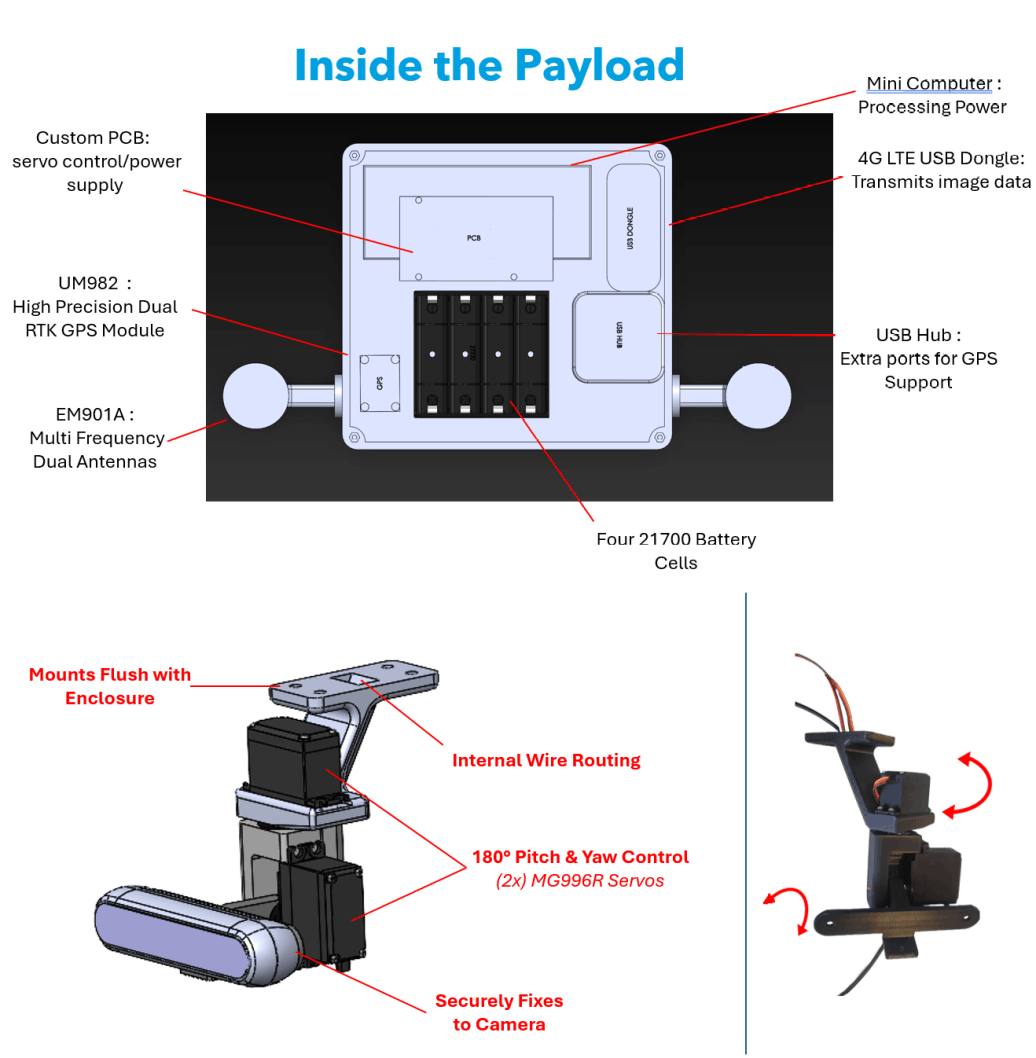 Inside the Payload
Mini Computer :
Processing Power
Custom PCB:
servo control/power
supply
4G LTE USB Dongle:
Transmits image data
USB DONGLE
PCB
UM982 :
High Precision Dual
RTK GPS Module
USB HUB
USB Hub :
Extra ports for GPS
Support
GPS
EM901A :
Multi Frequency
Dual Antennas
Four 21700 Battery
Cells
Mounts Flush with
Enclosure
Internal Wire Routing
180° Pitch & Yaw Control
(2x) MG996R Servos
Securely Fixes
to Camera